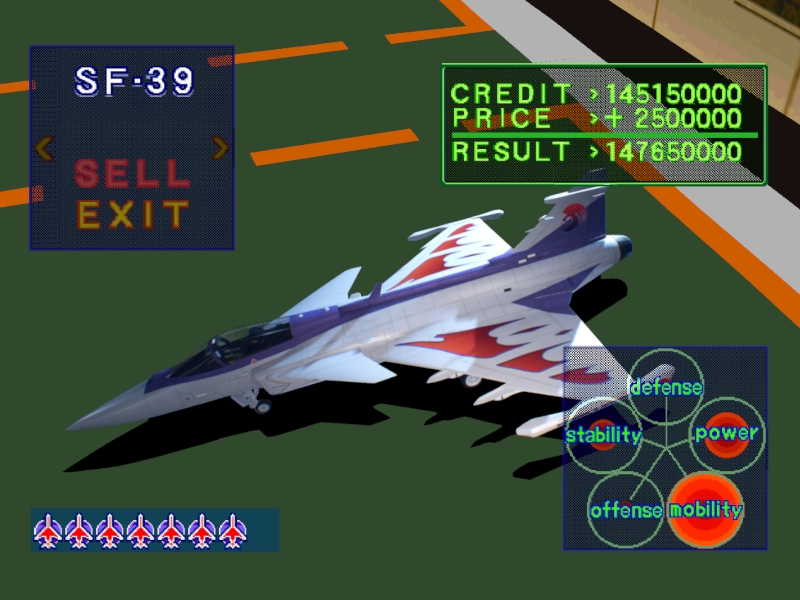 SF-39
< >
SELL
EXIT
CREDIT >145150000
PRICE >+ 2500000
RESULT >147650000
defense
stability power
offense mobility